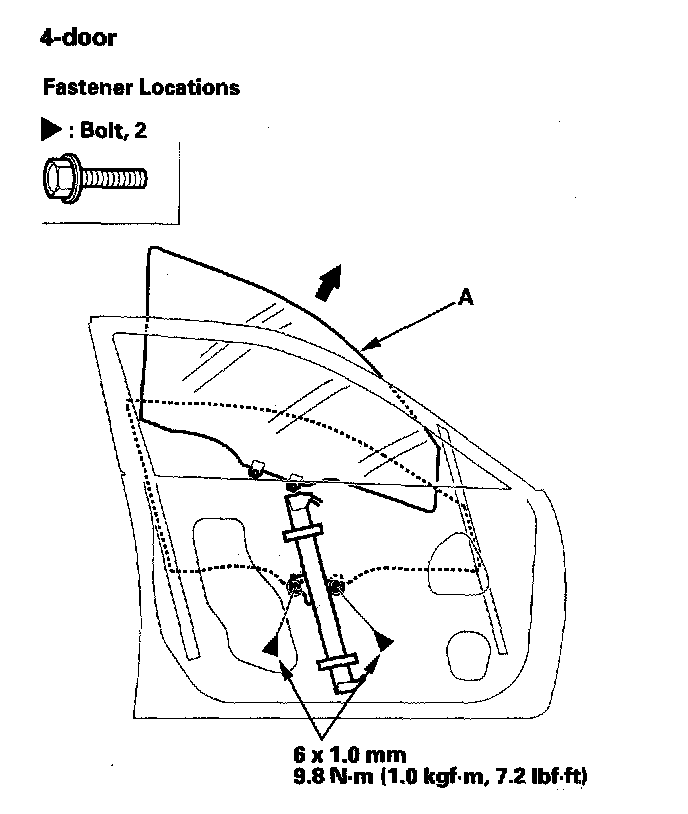 4-door
Fastener Locations
▶ : Bolt, 2
A
6 x 1.0 mm
9.8 N·m (1.0 kgf·m, 7.2 lbf·ft)